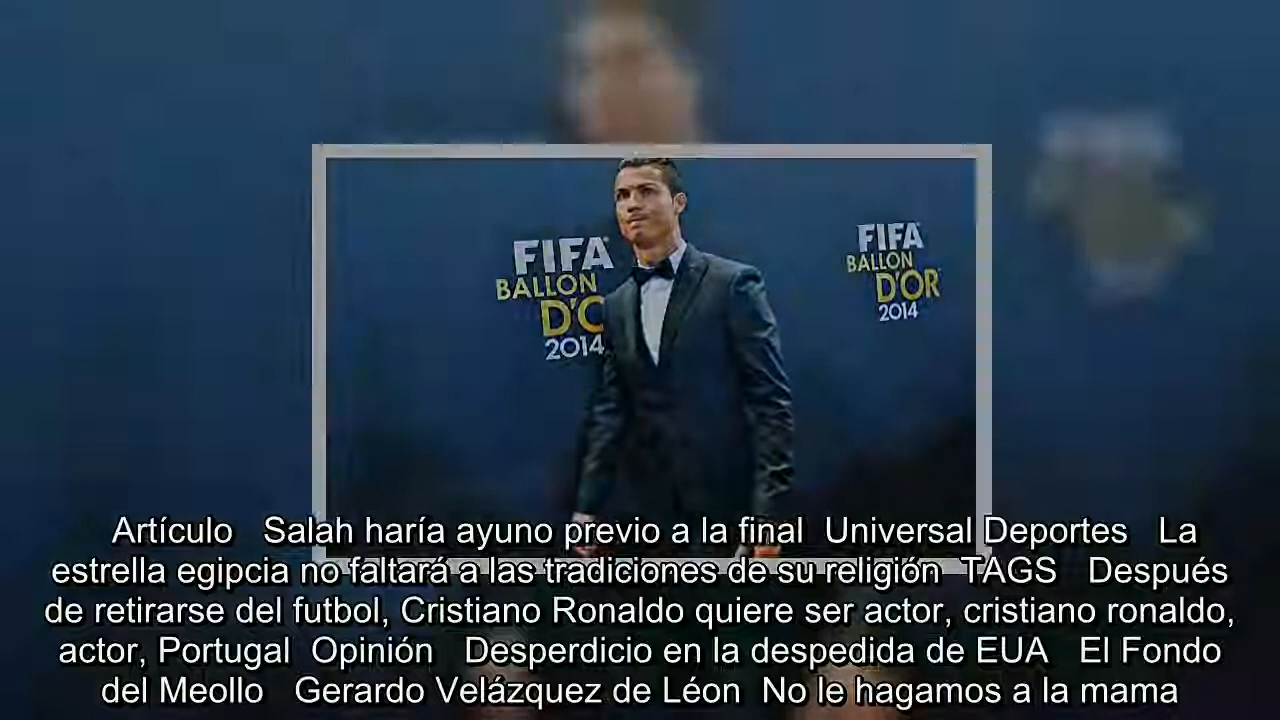 FIFA
BALLON
D'O
2014
FIFA
BALLON
D'OR
2014
Artículo Salah haría ayuno previo a la final Universal Deportes La
estrella egipcia no faltará a las tradiciones de su religión TAGS Después
de retirarse del futbol, Cristiano Ronaldo quiere ser actor, cristiano ronaldo,
actor, Portugal Opinión Desperdicio en la despedida de EUA El Fondo
del Meollo Gerardo Velázquez de Léon No le hagamos a la mama